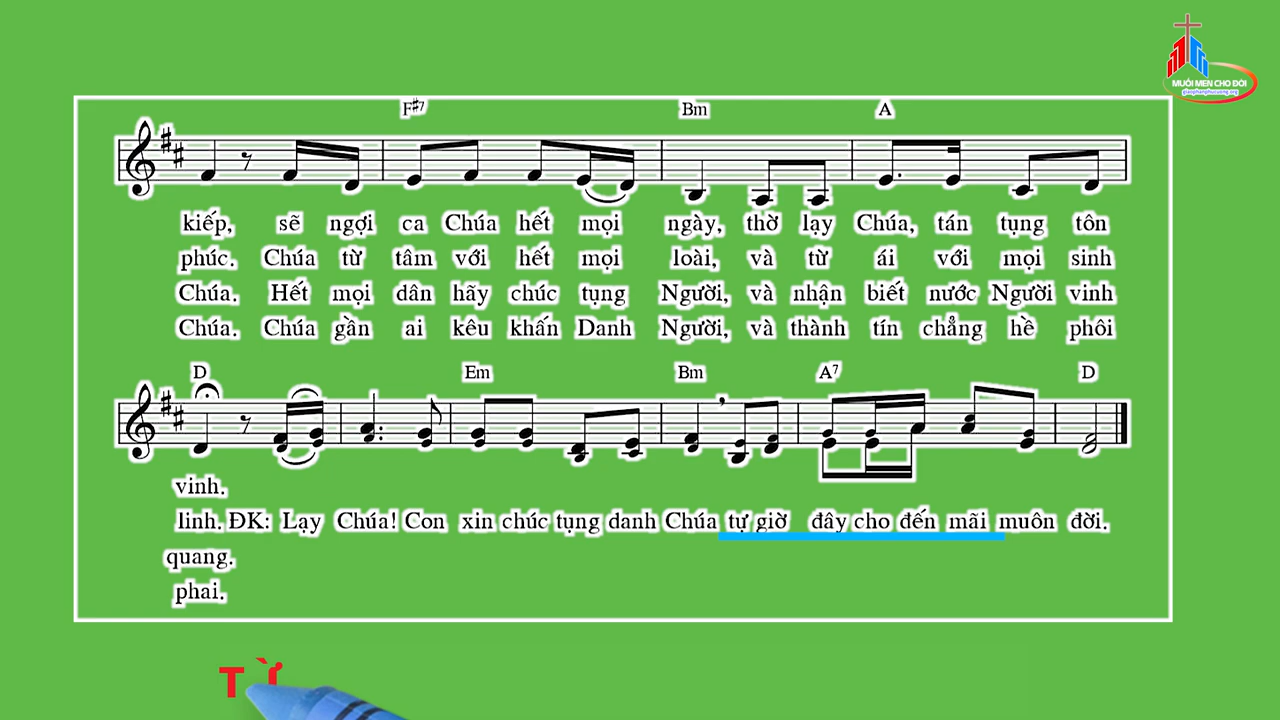 MUỐI MEN CHO ĐỜI
giaophanphucuong.org
F#7 Bm A
kiếp, sẽ ngợi ca Chúa hết mọi ngày, thờ lạy Chúa, tán tụng tôn
phúc. Chúa từ tâm với hết mọi loài, và từ ái với mọi sinh
Chúa. Hết mọi dân hãy chúc tụng Người, và nhận biết nước Người vinh
Chúa. Chúa gần ai kêu khấn Danh Người, và thành tín chẳng hề phôi
D Em Bm A7 D
vinh.
linh. ĐK: Lạy Chúa! Con xin chúc tụng danh Chúa tự giờ đây cho đến mãi muôn đời.
quang.
phai.
TỪ